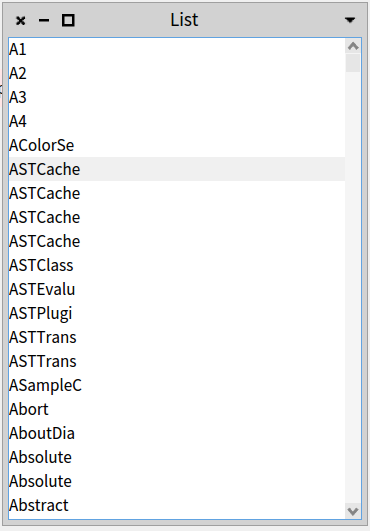 List
A1
A2
A3
A4
AColorSe
ASTCache
ASTCache
ASTCache
ASTCache
ASTClass
ASTEvalu
ASTPlugi
ASTTrans
ASTTrans
ASampleC
Abort
AboutDia
Absolute
Absolute
Abstract